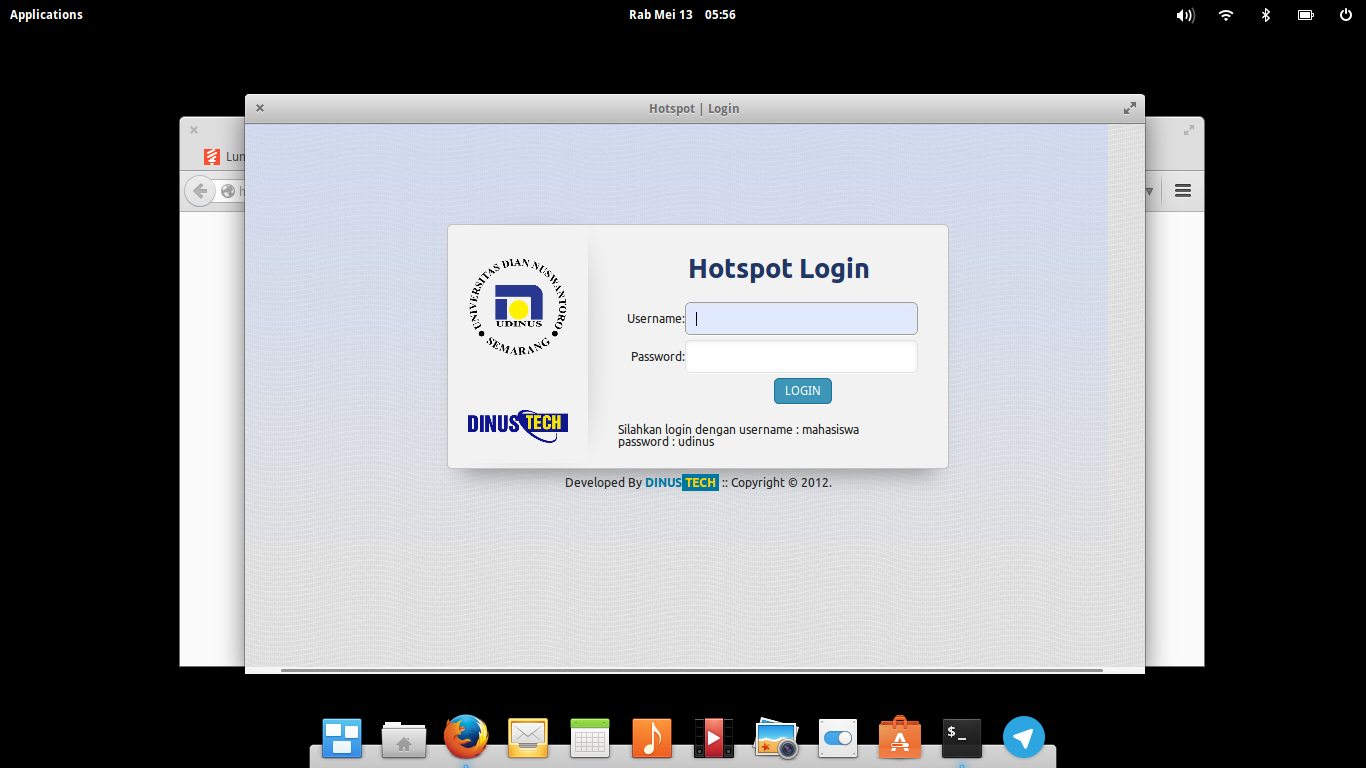 Applications
Rab Mei 13 05:56
Hotspot | Login
Lun
h
UNIVERSITAS DIAN NUSWANTORO
UDINUS
SEMARANG
DINUS TECH
Hotspot Login
Username:
Password:
LOGIN
Silahkan login dengan username : mahasiswa
password : udinus
Developed By DINUS TECH :: Copyright © 2012.
$_